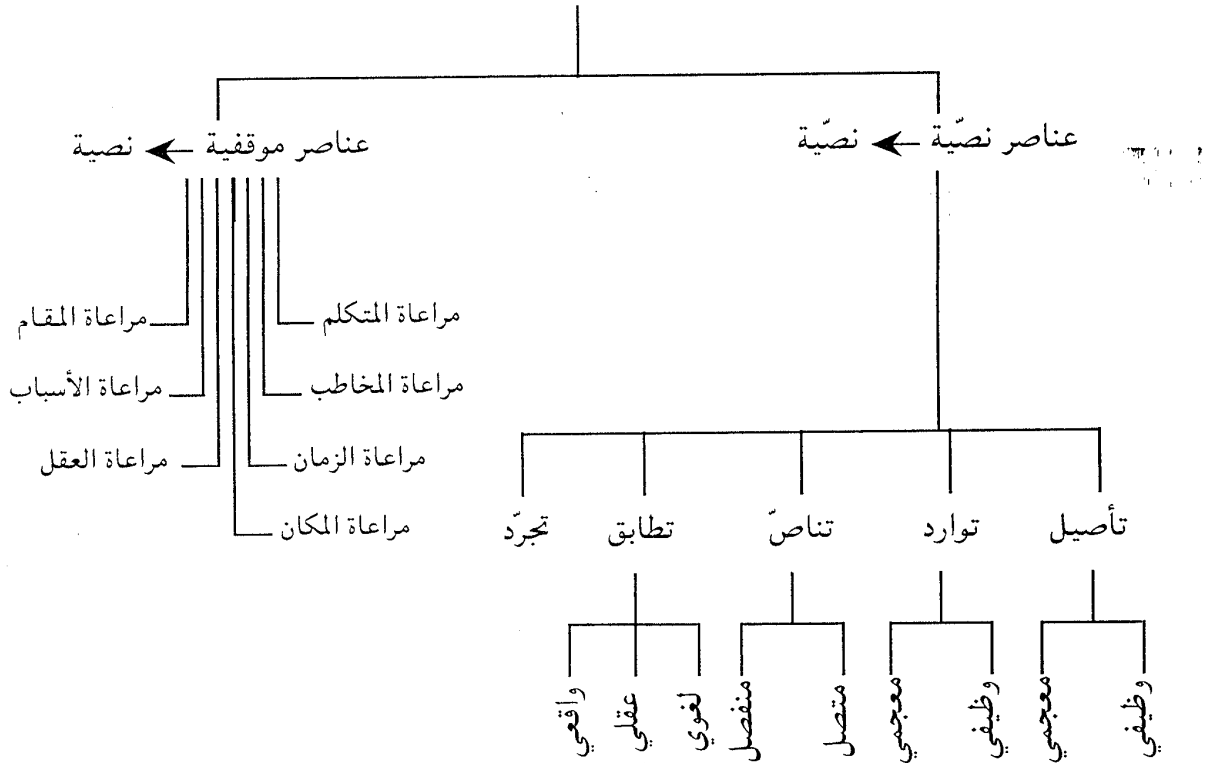 عناصر نصّية ← نصّية
عناصر موقفية ← نصية
مراعاة المتكلم
مراعاة المقام
مراعاة المخاطب
مراعاة الأسباب
مراعاة الزمان
مراعاة العقل
مراعاة المكان
تأصيل
توارد
تناصّ
تطابق
تجرّد
وظيفي
معجمي
وظيفي
معجمي
متصل
منفصل
لغوي
عقلي
واقعي